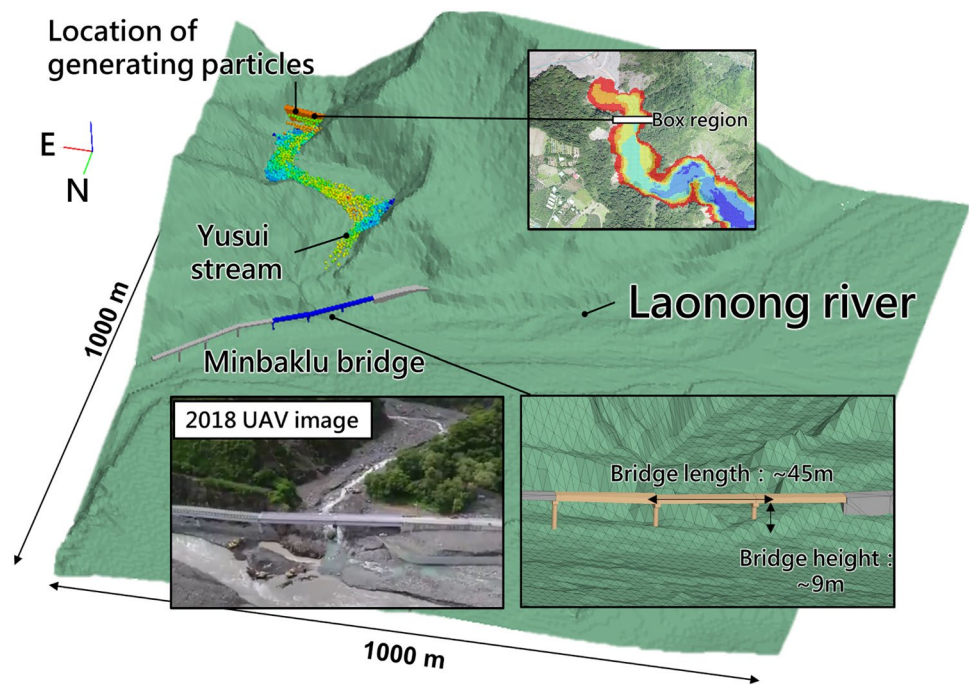 Location of
generating particles
Box region
E
N
Yusui
stream
Laonong river
1000 m
Minbaklu bridge
2018 UAV image
Bridge length：~45m
Bridge height：
~9m
1000 m